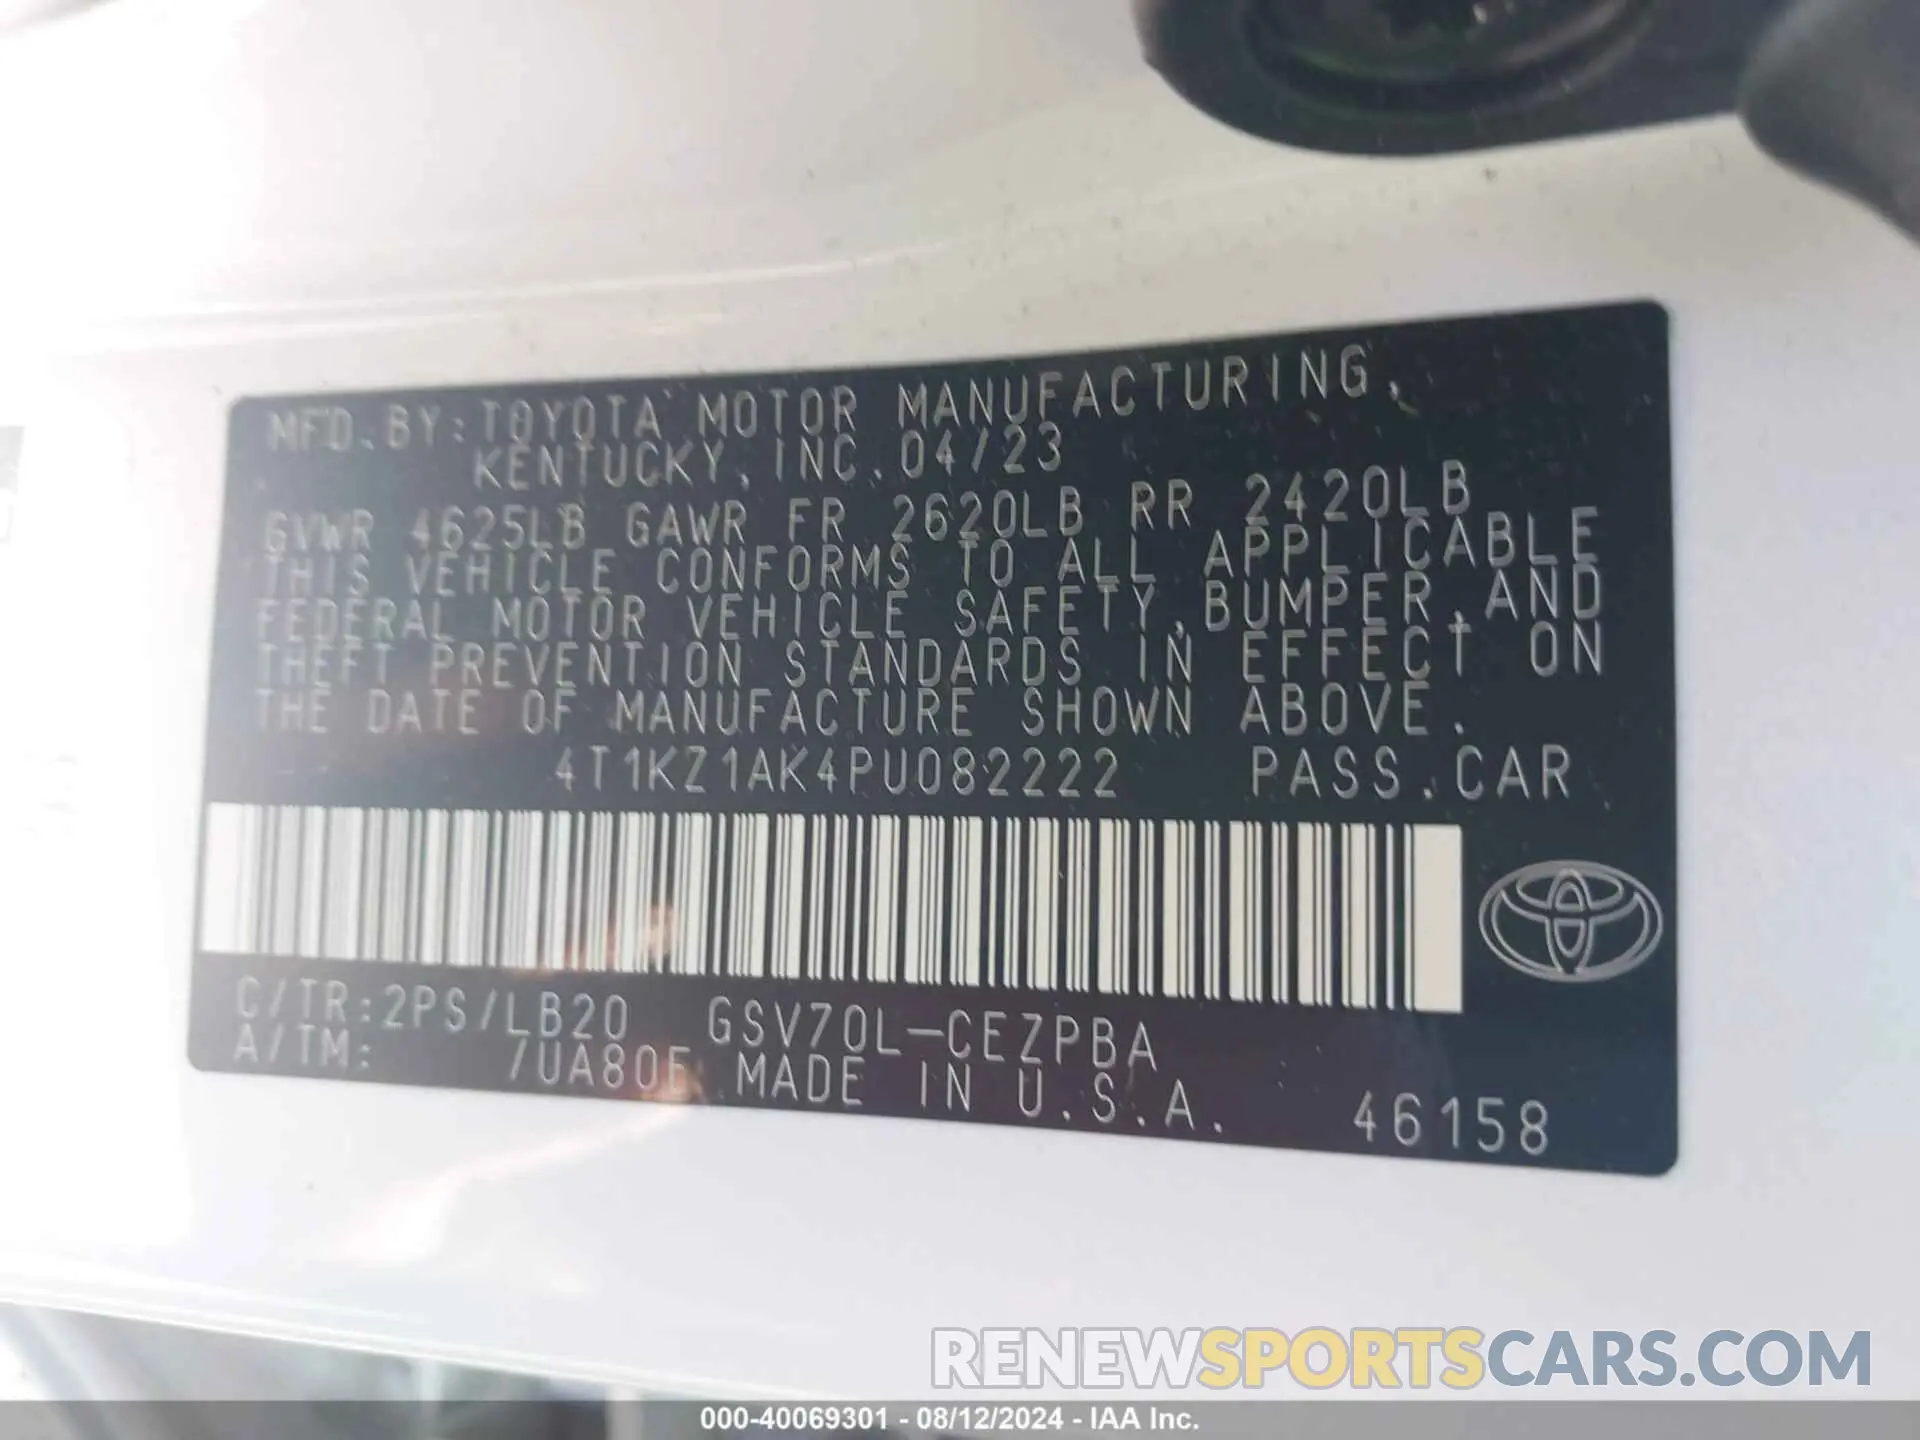 MFD.BY:TOYOTA MOTOR MANUFACTURING,
KENTUCKY,INC.04/23
GVWR 4625LB GAWR FR 2620LB RR 2420LB
THIS VEHICLE CONFORMS TO ALL APPLICABLE
FEDERAL MOTOR VEHICLE SAFETY,BUMPER,AND
THEFT PREVENTION STANDARDS IN EFFECT ON
THE DATE OF MANUFACTURE SHOWN ABOVE.
4T1KZ1AK4PU082222 PASS.CAR
C/TR:2PS/LB20 GSV70L-CEZPBA
A/TM: /UA80E MADE IN U.S.A. 46158
RENEWSPORTSCARS.COM
000-40069301 - 08/12/2024 - IAA Inc.